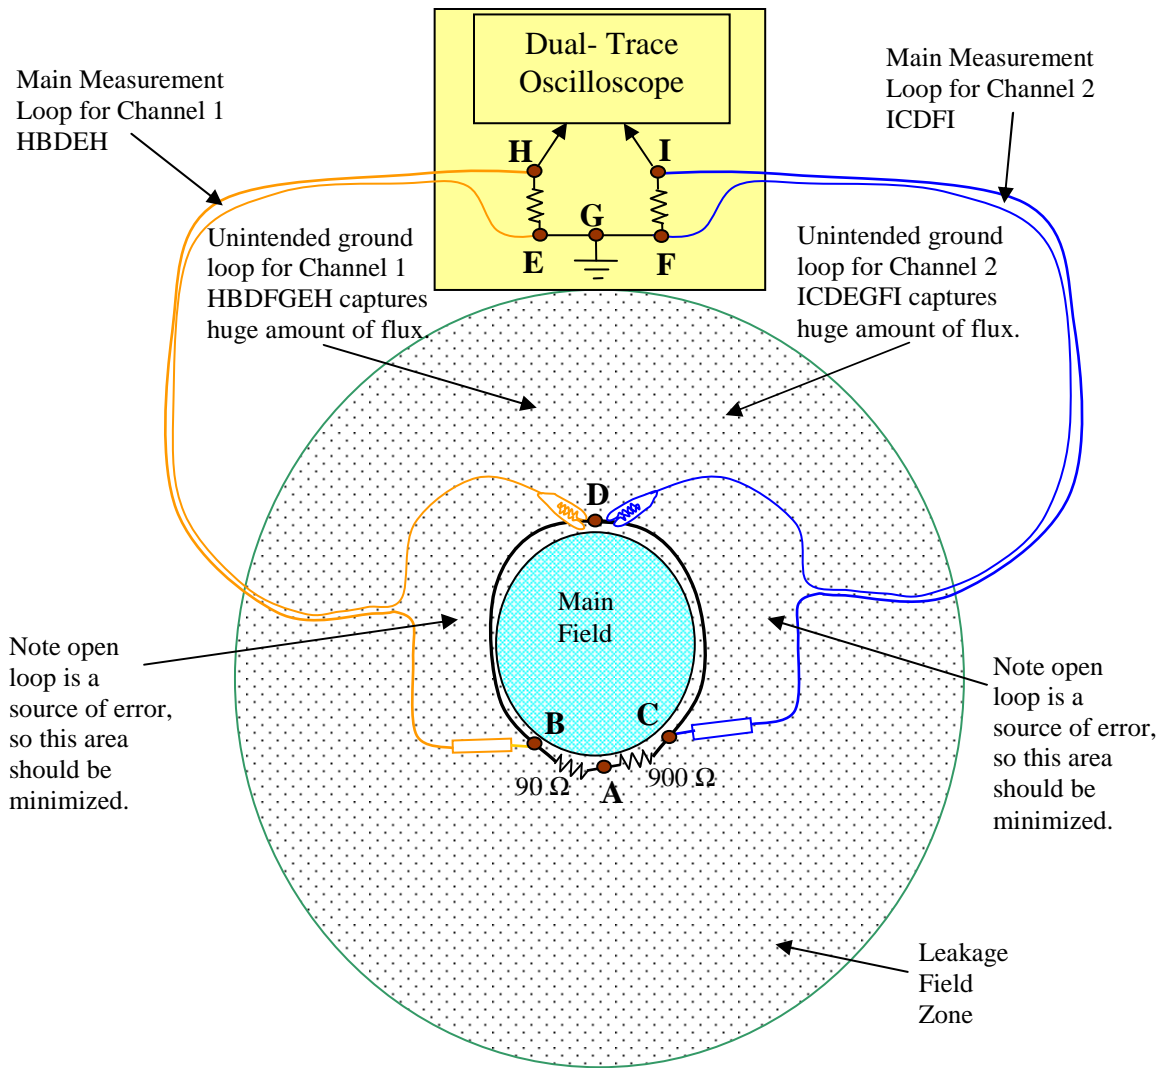 Dual- Trace
Oscilloscope
Main Measurement
Loop for Channel 1
HBDEH
Main Measurement
Loop for Channel 2
ICDFI
H
I
G
E
F
Unintended ground
loop for Channel 1
HBDFGEH captures
huge amount of flux.
Unintended ground
loop for Channel 2
ICDEGFI captures
huge amount of flux.
D
Main
Field
B
C
A
90 Ω
900 Ω
Note open
loop is a
source of error,
so this area
should be
minimized.
Note open
loop is a
source of error,
so this area
should be
minimized.
Leakage
Field
Zone